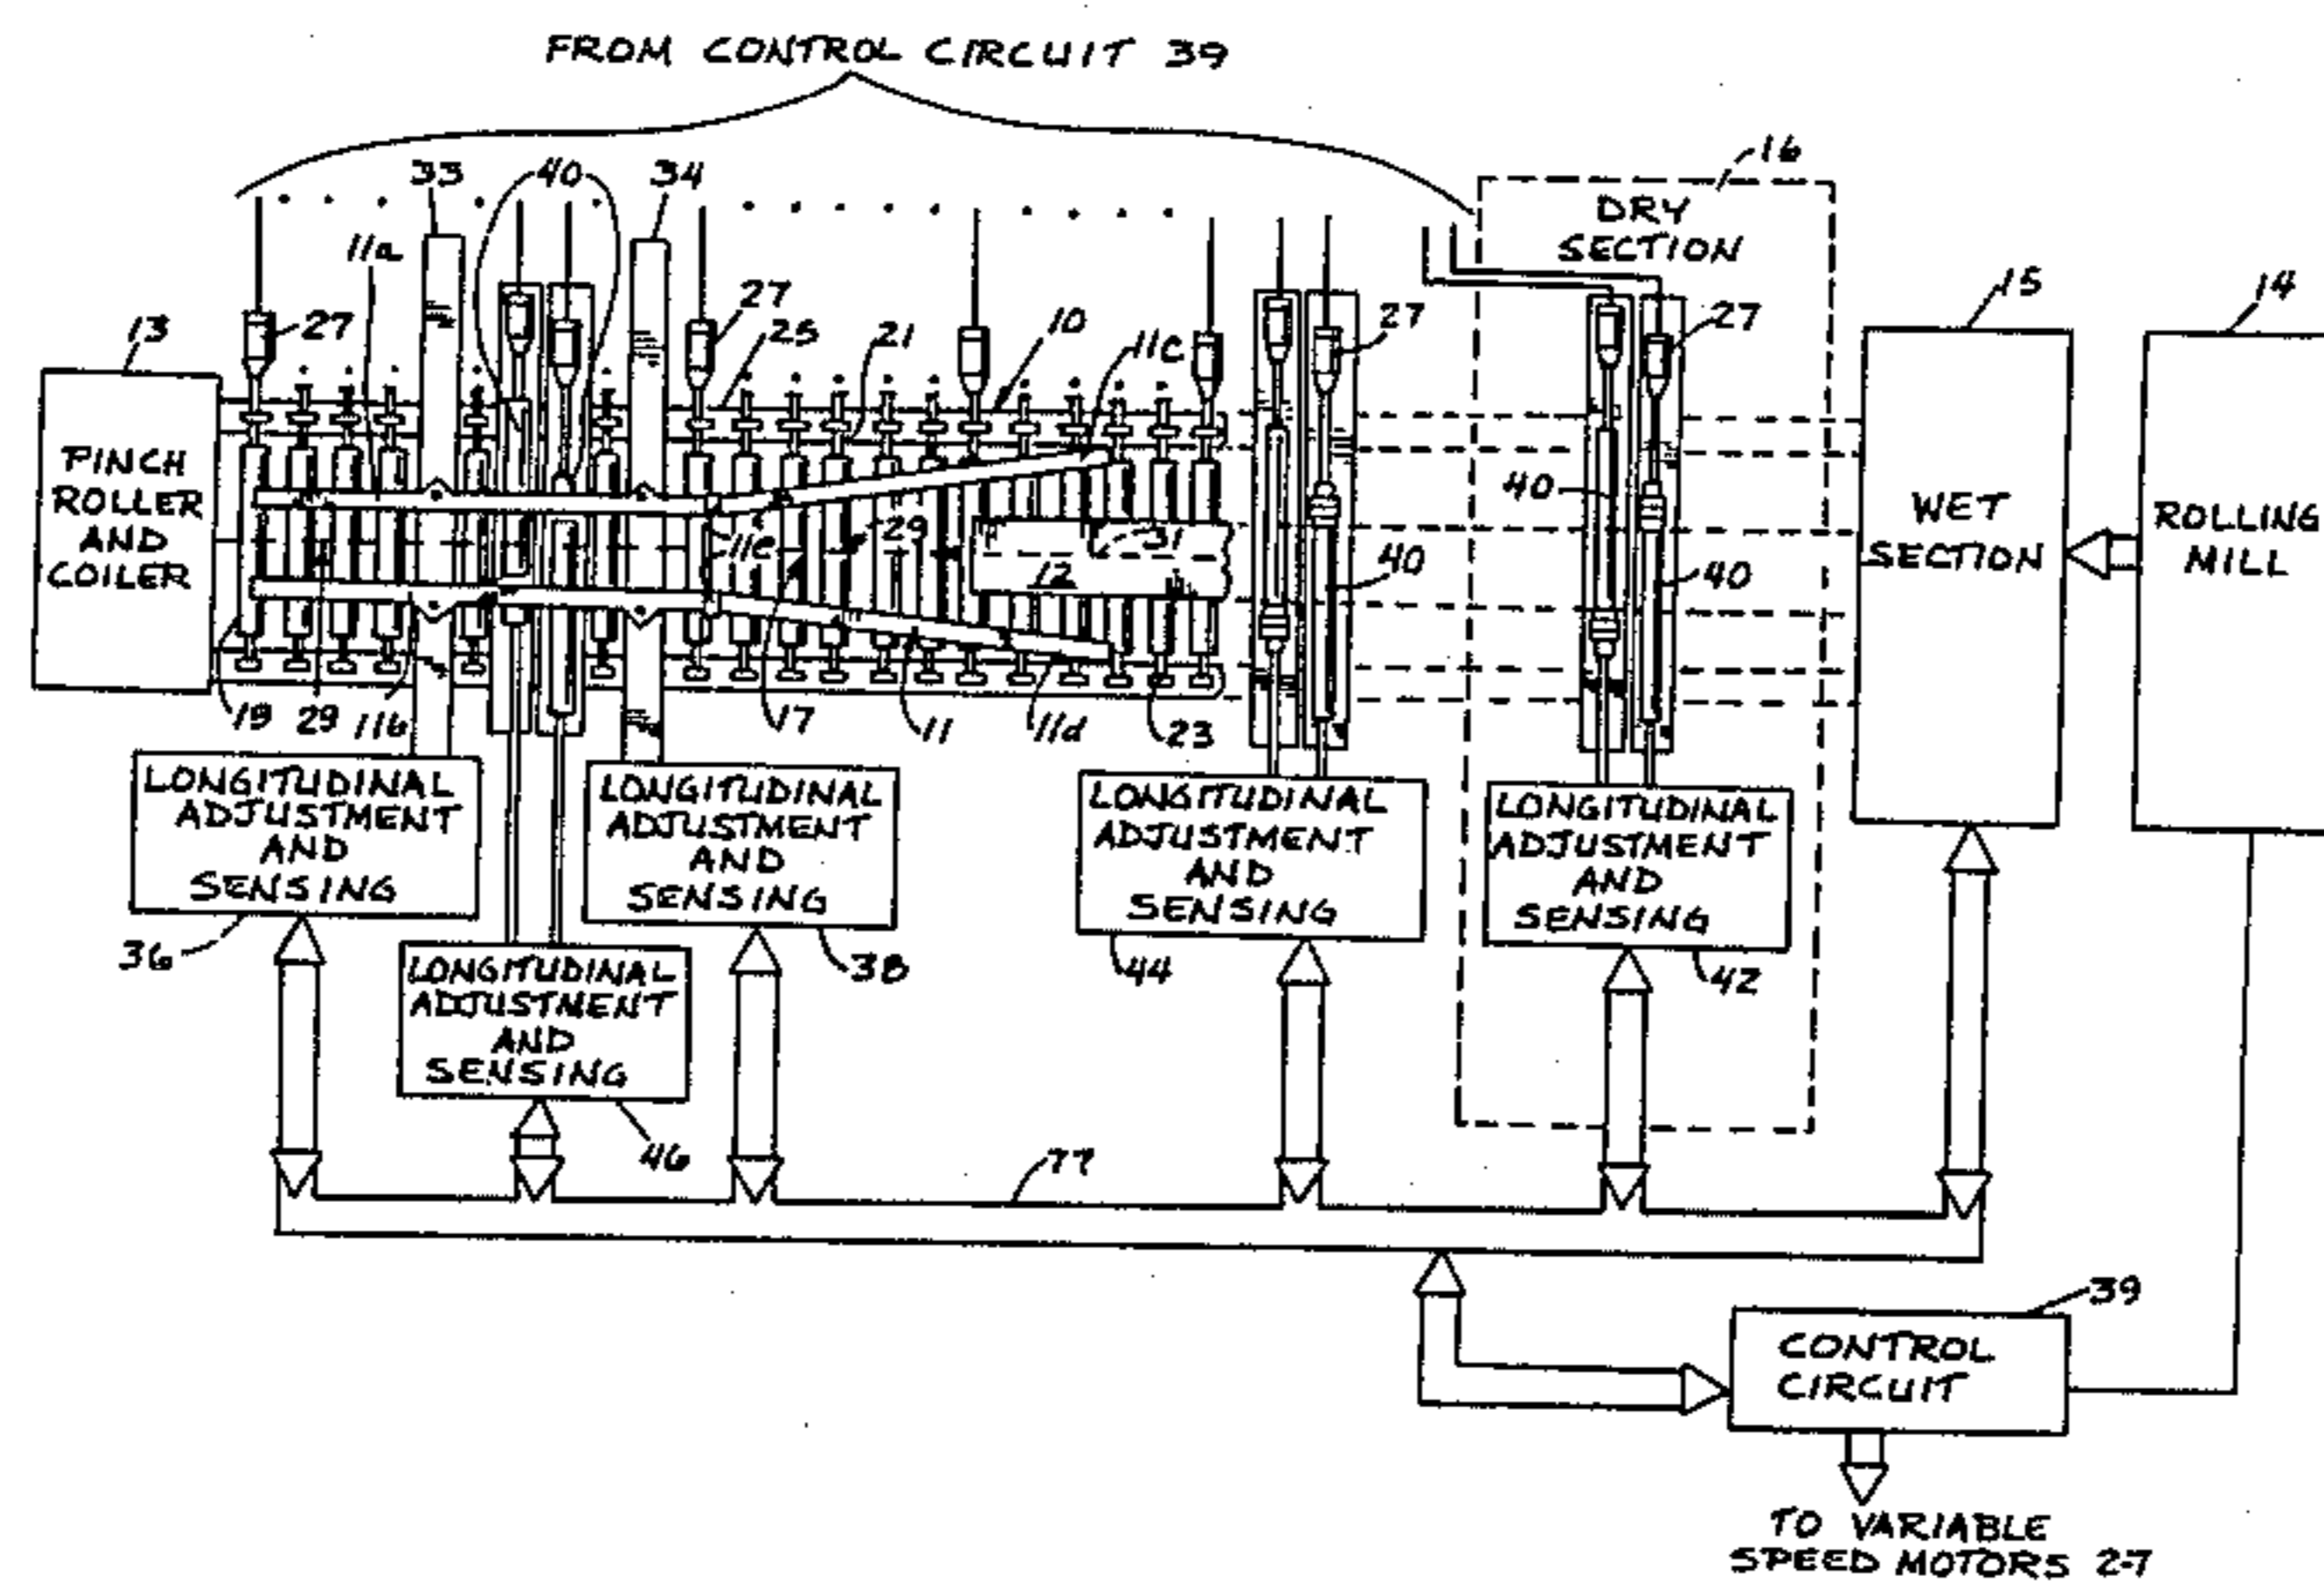 FROM CONTROL CIRCUIT 39
16
33
40
34
DRY
SECTION
11a
15
14
13
27
27
25
21
10
11c
27
27
PINCH
ROLLER
AND
COILER
11e
29
31
12
40
40
40
WET
SECTION
ROLLING
MILL
19
29
11b
17
11
11d
23
LONGITUDINAL
ADJUSTMENT
AND
SENSING
LONGITUDINAL
ADJUSTMENT
AND
SENSING
LONGITUDINAL
ADJUSTMENT
AND
SENSING
LONGITUDINAL
ADJUSTMENT
AND
SENSING
36
38
44
42
LONGITUDINAL
ADJUSTMENT
AND
SENSING
46
77
39
CONTROL
CIRCUIT
TO VARIABLE
SPEED MOTORS 27